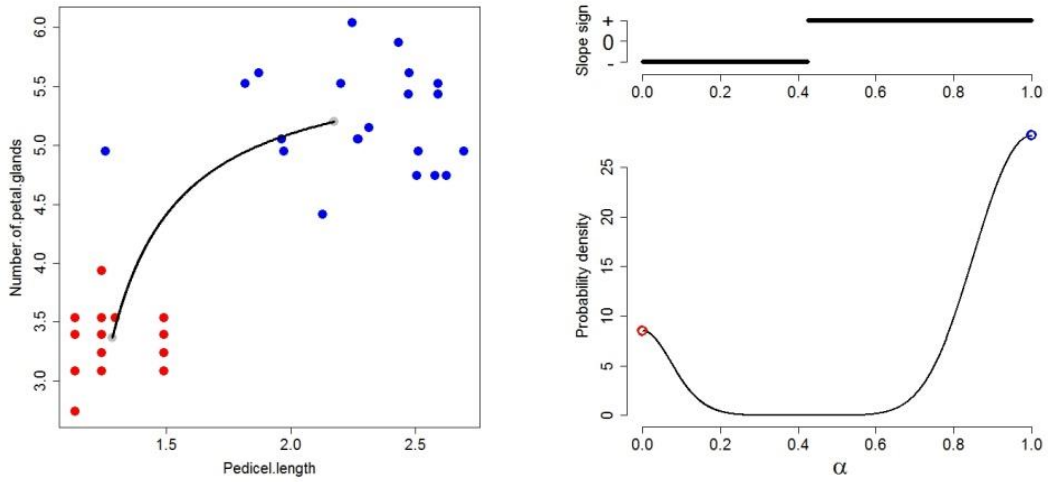 Number.of.petal.glands
6.0
5.5
5.0
4.5
4.0
3.5
3.0
1.5 2.0 2.5
Pedicel.length
Slope sign
+
0
-
0.0 0.2 0.4 0.6 0.8 1.0
Probability density
25
20
15
10
5
0
0.0 0.2 0.4 0.6 0.8 1.0
α